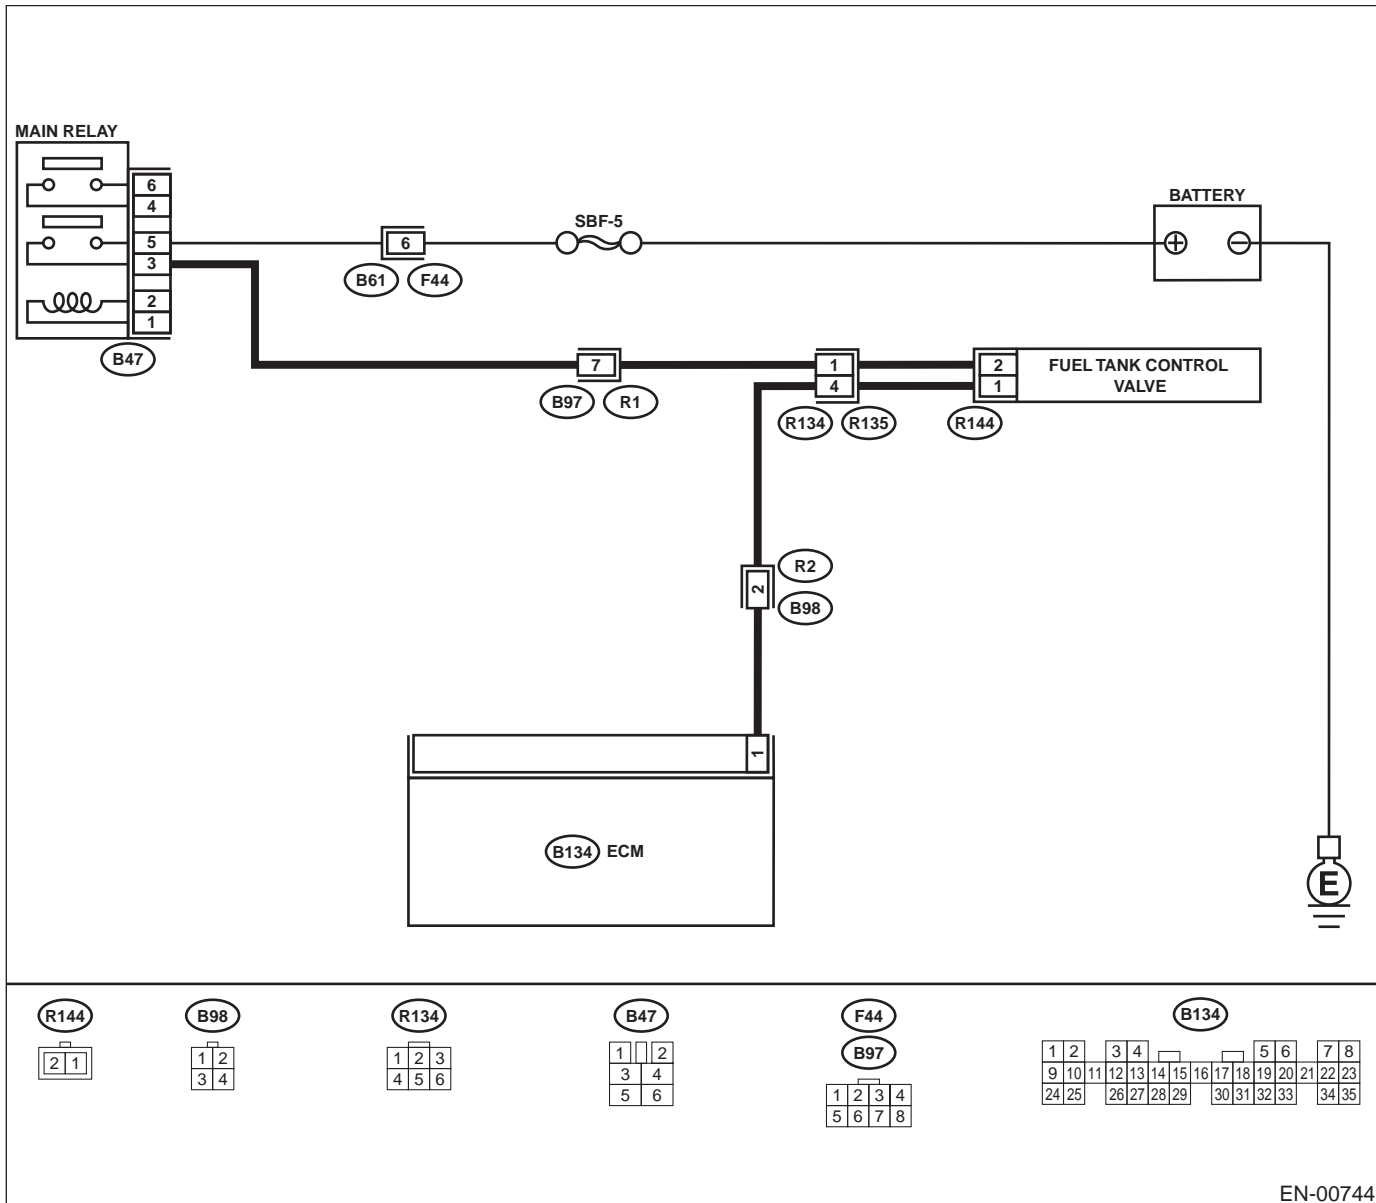 MAIN RELAY
6
4
5
3
2
1
B47
6
B61 F44
SBF-5
BATTERY
7
B97 R1
1
4
R134 R135
2
1
R144
FUEL TANK CONTROL
VALVE
R2
2
B98
1
B134 ECM
E
R144
2 1
B98
1 2
3 4
R134
1 2 3
4 5 6
B47
1 2
3 4
5 6
F44
B97
1 2 3 4
5 6 7 8
B134
1 2 3 4 5 6 7 8
9 10 11 12 13 14 15 16 17 18 19 20 21 22 23
24 25 26 27 28 29 30 31 32 33 34 35
EN-00744